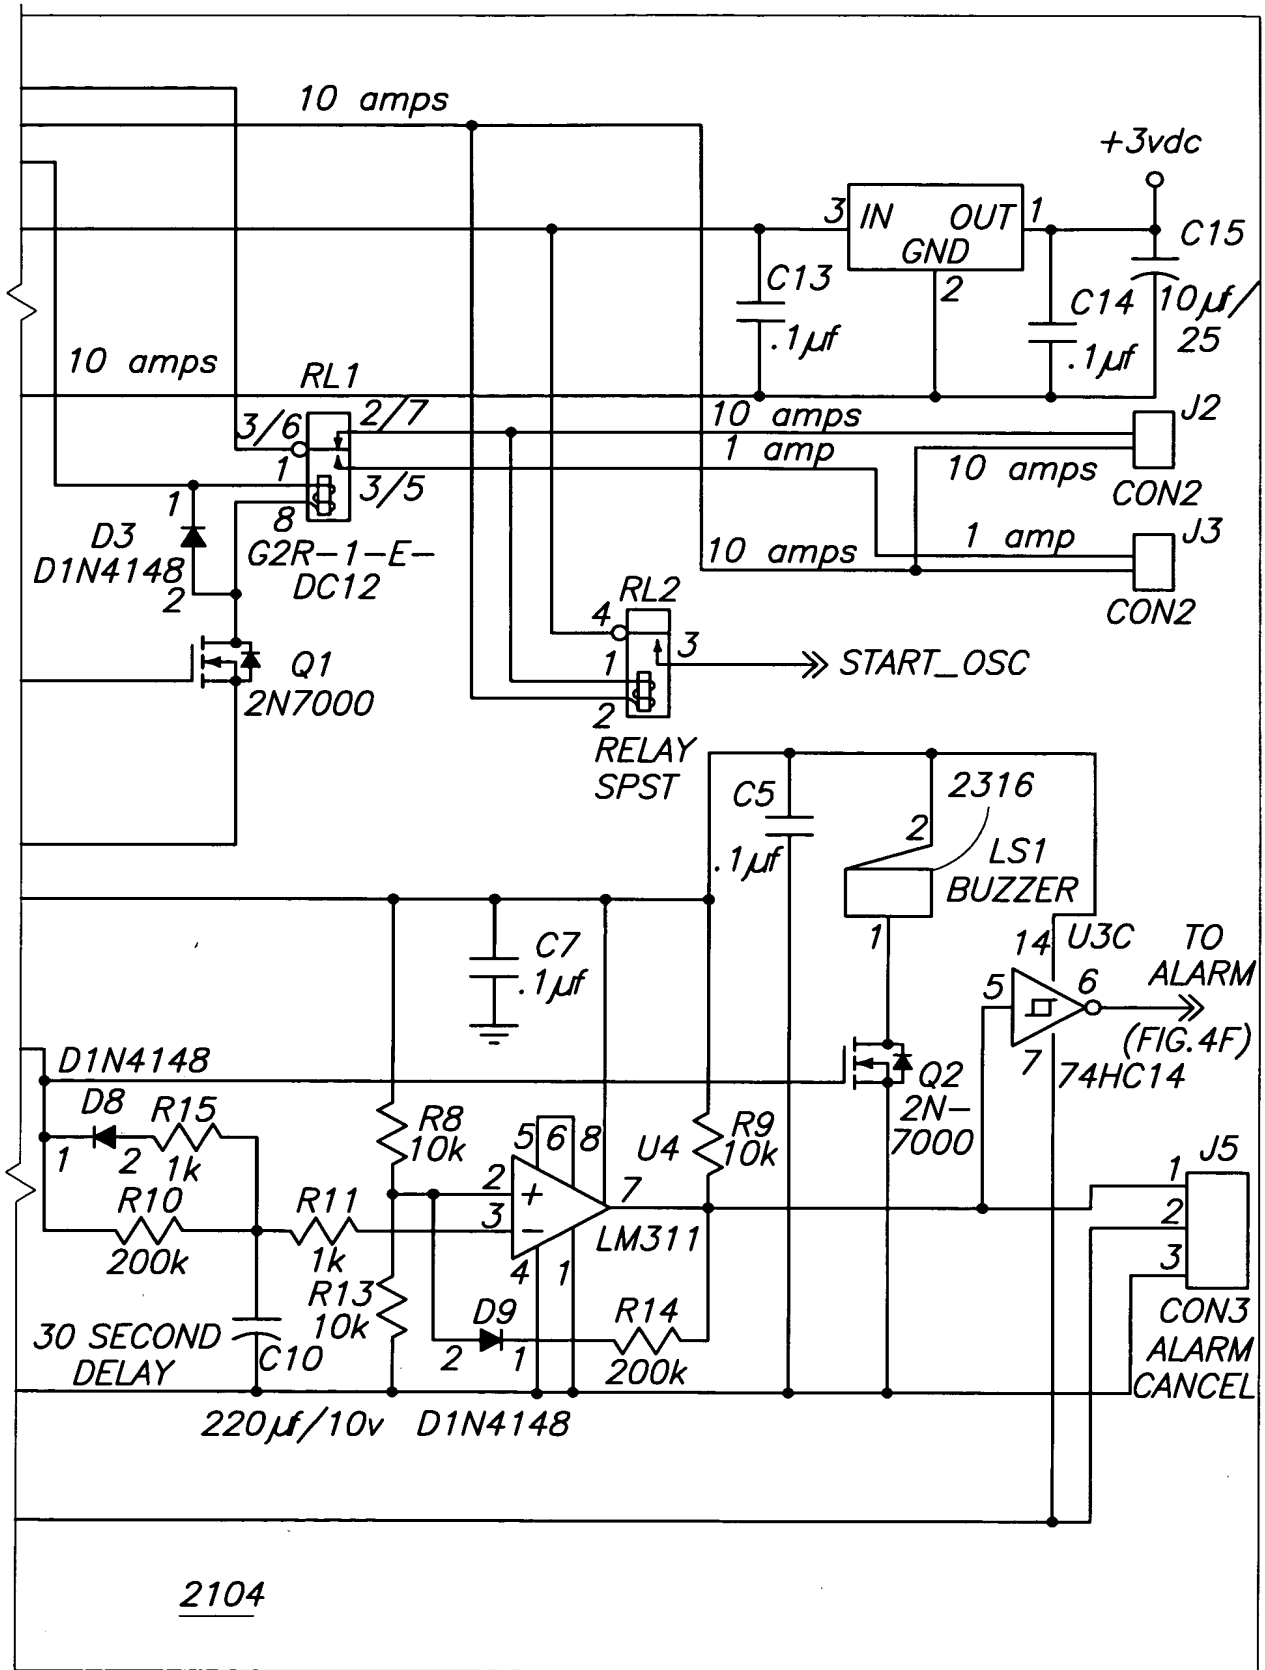 10 amps
+3vdc
3 IN OUT 1
GND
2
C15
10µf/
25
C13
.1µf
C14
.1µf
10 amps
RL1
3/6
2/7
1
3/5
8
G2R-1-E-
DC12
10 amps
1 amp
10 amps
J2
CON2
1
D3
D1N4148
2
10 amps
1 amp
J3
CON2
RL2
4
3
1
2
START_OSC
RELAY
SPST
Q1
2N7000
C5
.1µf
2316
2
LS1
BUZZER
1
C7
.1µf
14 U3C
5
6
7
74HC14
TO
ALARM
(FIG.4F)
D1N4148
D8
1
2
R15
1k
R10
200k
R11
1k
R8
10k
R13
10k
5 6 8
2 +
3 −
4
1
7
U4
LM311
R9
10k
Q2
2N-
7000
J5
1
2
3
CON3
ALARM
CANCEL
30 SECOND
DELAY
C10
220µf/10v
D9
2
1
D1N4148
R14
200k
2104